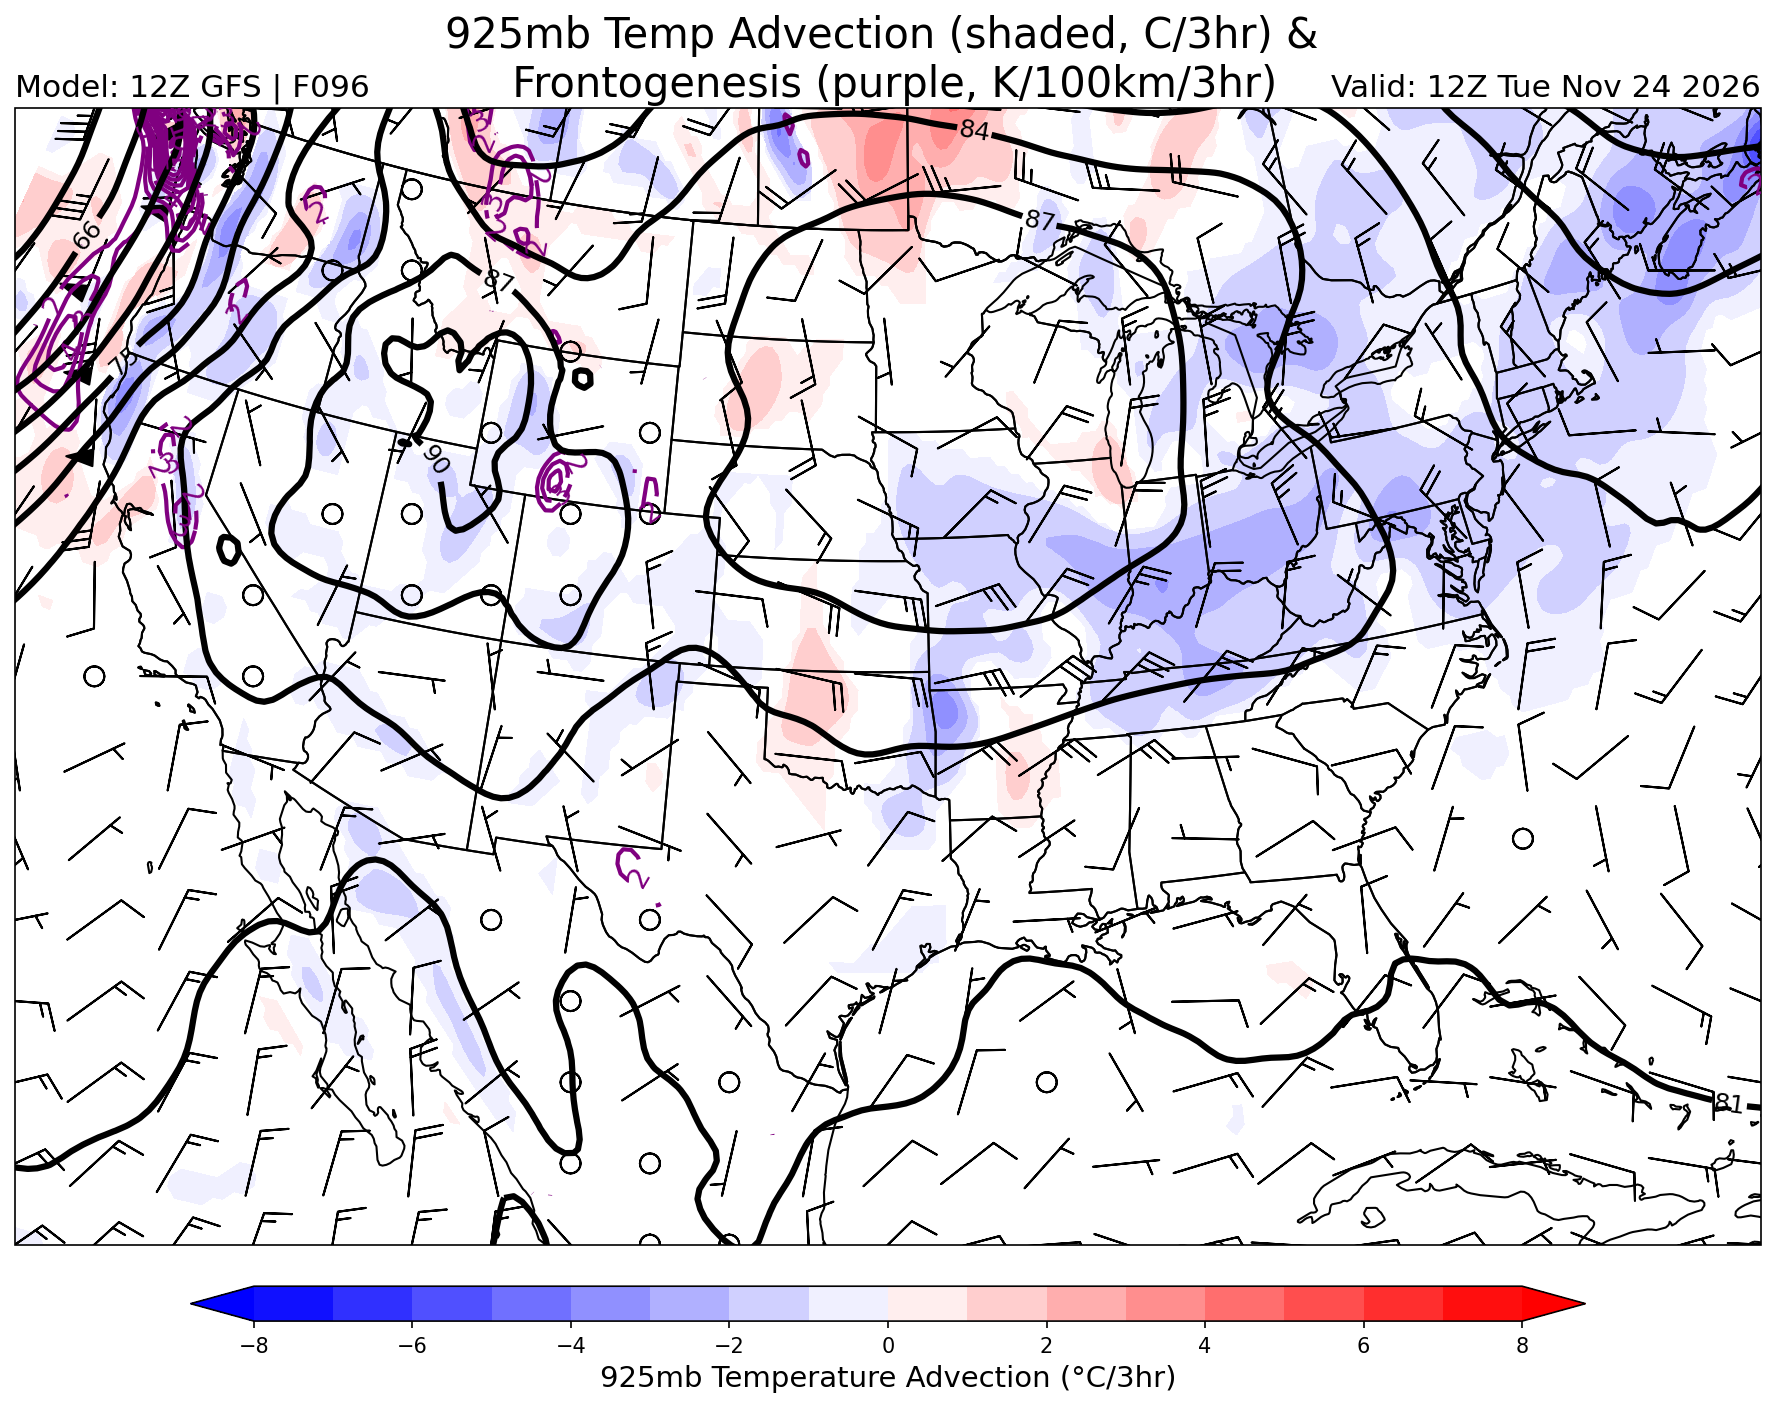 925mb Temp Advection (shaded, C/3hr) &
Frontogenesis (purple, K/100km/3hr)
Model: 12Z GFS | F096
Valid: 12Z Tue Nov 24 2026
84
87
66
87
75
90
81
−8 −6 −4 −2 0 2 4 6 8
925mb Temperature Advection (°C/3hr)